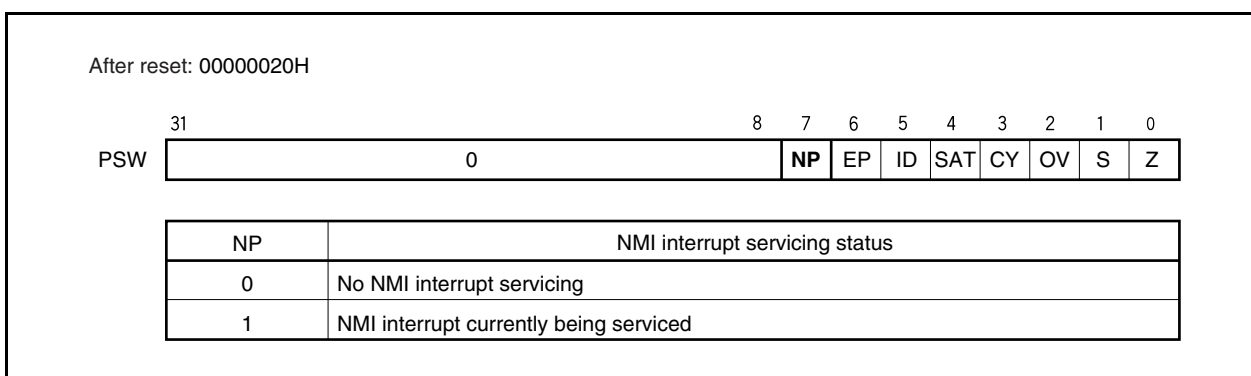 After reset: 00000020H
31 8 7 6 5 4 3 2 1 0
PSW 0 NP EP ID SAT CY OV S Z
NP NMI interrupt servicing status
0 No NMI interrupt servicing
1 NMI interrupt currently being serviced